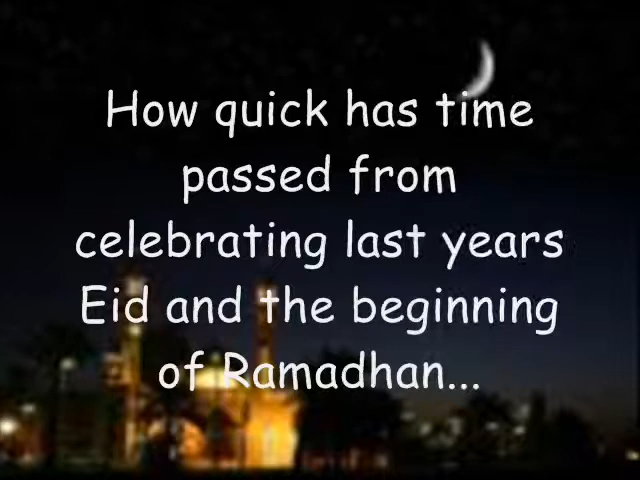 How quick has time
passed from
celebrating last years
Eid and the beginning
of Ramadhan...